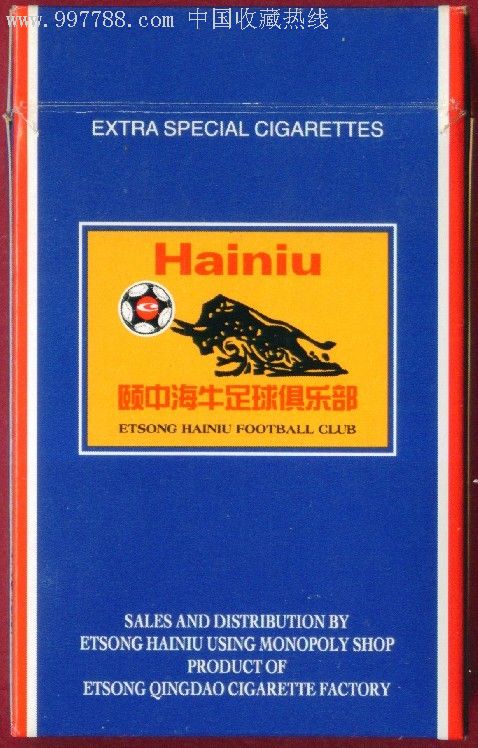 www.997788.com 中国收藏热线
EXTRA SPECIAL CIGARETTES
Hainiu
颐中海牛足球俱乐部
ETSONG HAINIU FOOTBALL CLUB
SALES AND DISTRIBUTION BY
ETSONG HAINIU USING MONOPOLY SHOP
PRODUCT OF
ETSONG QINGDAO CIGARETTE FACTORY